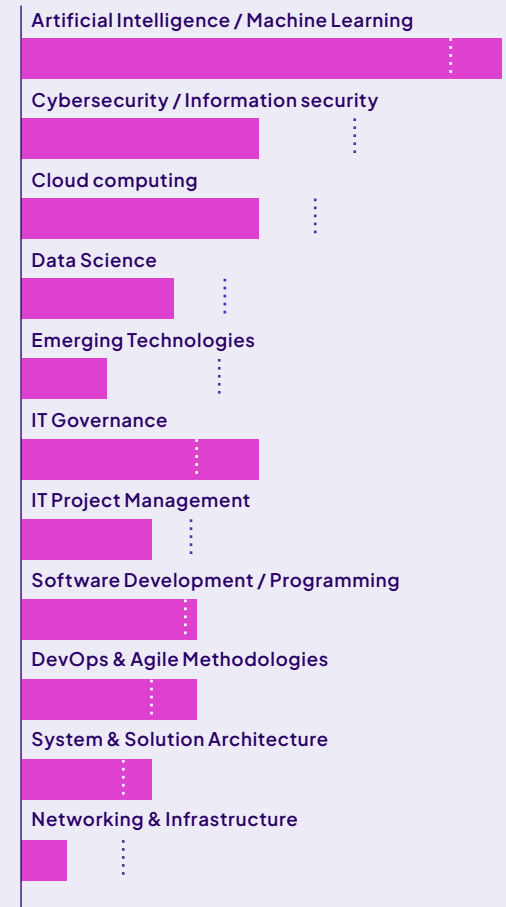 Artificial Intelligence / Machine Learning
Cybersecurity / Information security
Cloud computing
Data Science
Emerging Technologies
IT Governance
IT Project Management
Software Development / Programming
DevOps & Agile Methodologies
System & Solution Architecture
Networking & Infrastructure